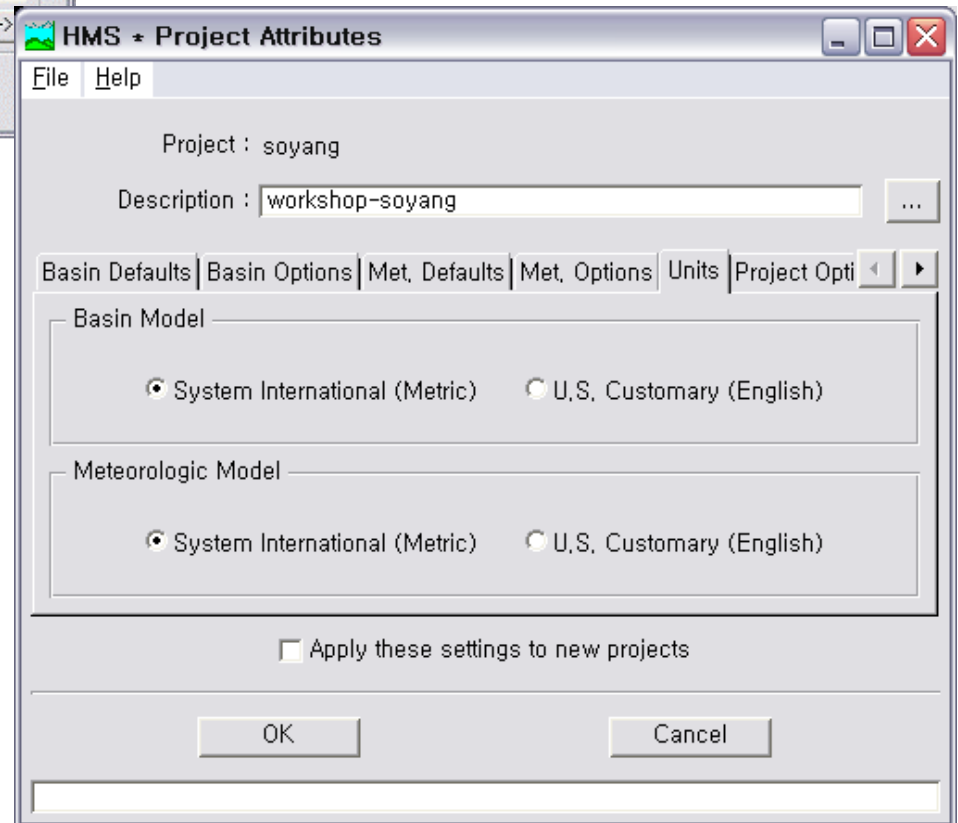 ->
HMS * Project Attributes
File Help
Project : soyang
Description : workshop-soyang ...
Basin Defaults Basin Options Met, Defaults Met, Options Units Project Opti
Basin Model
System International (Metric) U,S, Customary (English)
Meteorologic Model
System International (Metric) U,S, Customary (English)
Apply these settings to new projects
OK Cancel